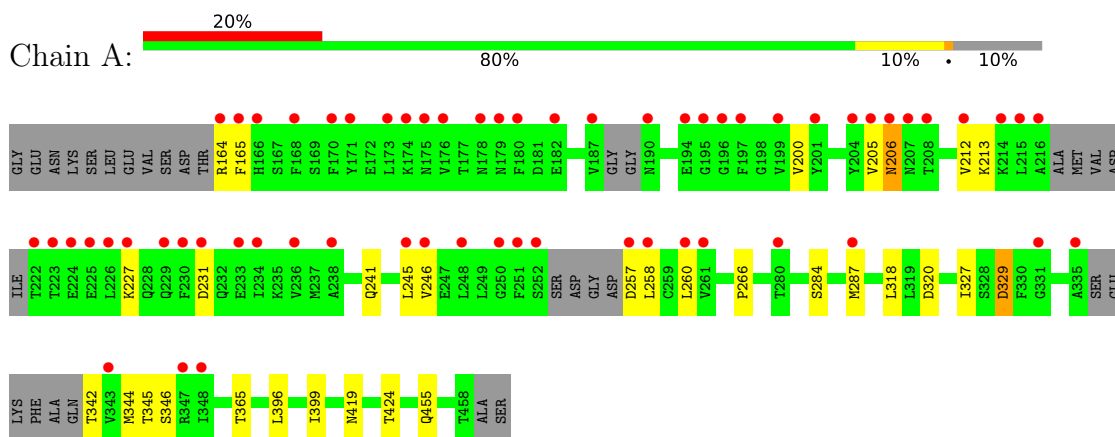 20%
Chain A:
80% 10% • 10%
GLY GLU ASN LYS SER LEU GLU VAL SER ASP THR R164 F165 H166 S167 F168 S169 F170 Y171 E172 L173 K174 N175 V176 T177 N178 N179 F180 D181 E182 V187 GLY GLY N190 E194 G195 G196 F197 G198 V199 V200 Y201 Y204 V205 N206 N207 T208 V212 K213 K214 L215 A216 ALA MET VAL ASP
ILE T222 T223 E224 E225 L226 K227 Q228 Q229 F230 D231 Q232 E233 I234 K235 V236 M237 A238 Q241 L245 V246 E247 L248 L249 G250 F251 S252 SER ASP GLY ASP D257 L258 C259 L260 V261 P266 T280 S284 M287 L318 L319 D320 I327 S328 D329 F330 G331 A335 SER GLU
LYS PHE ALA GLN T342 V343 M344 T345 S346 R347 I348 T365 L396 I399 N419 T424 Q455 T458 ALA SER